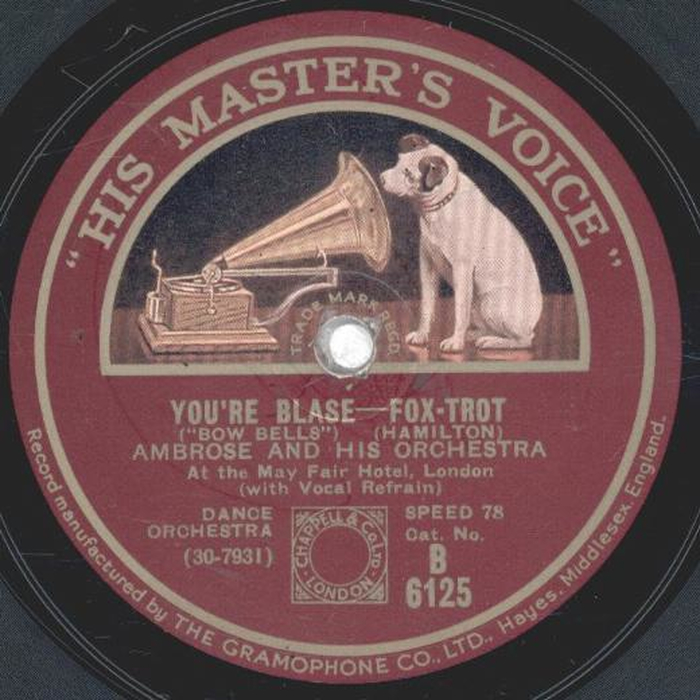 "HIS MASTER'S VOICE"
TRADE MARK REGD.
YOU'RE BLASE—FOX-TROT
("BOW BELLS") (HAMILTON)
AMBROSE AND HIS ORCHESTRA
At the May Fair Hotel, London
(with Vocal Refrain)
DANCE
ORCHESTRA
(30-7931)
CHAPPELL & Co LTD
LONDON
SPEED 78
Cat. No.
B
6125
Record manufactured by THE GRAMOPHONE CO., LTD., Hayes, Middlesex, England.